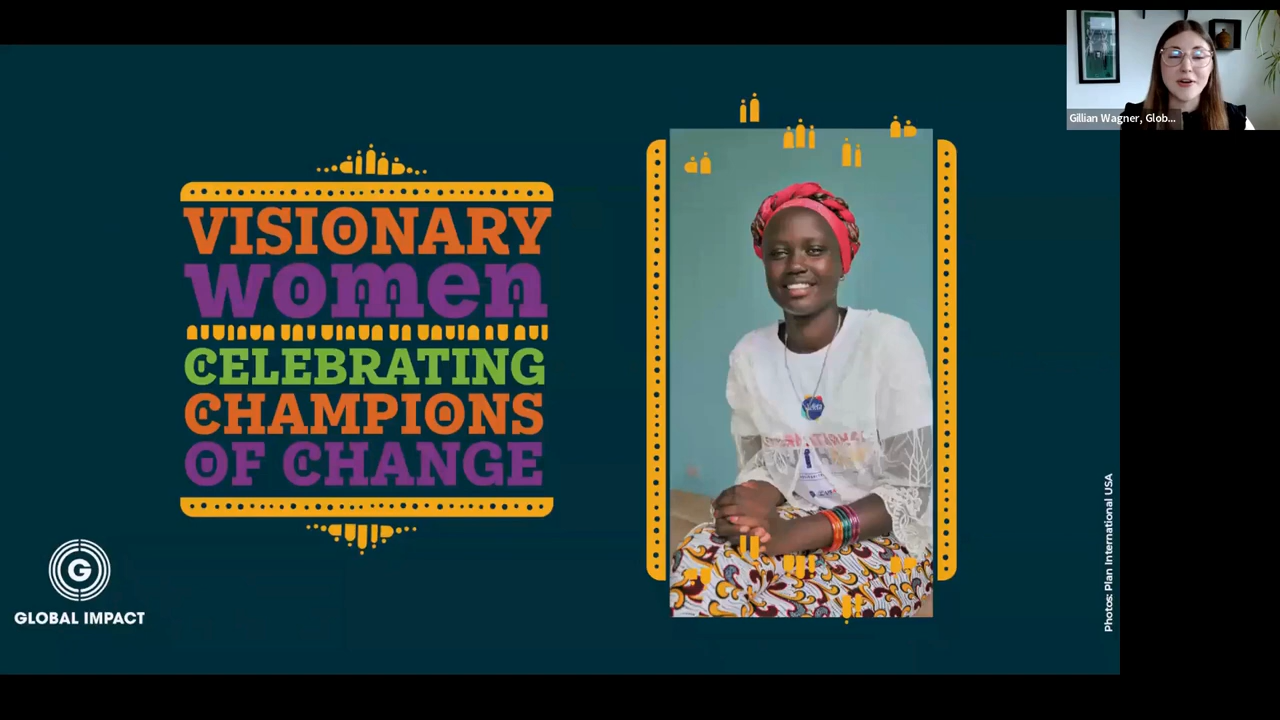 VISIONARY
women
CELEBRATING
CHAMPIONS
OF CHANGE
G
GLOBAL IMPACT
Photos: Plan International USA
Gillian Wagner, Glob...